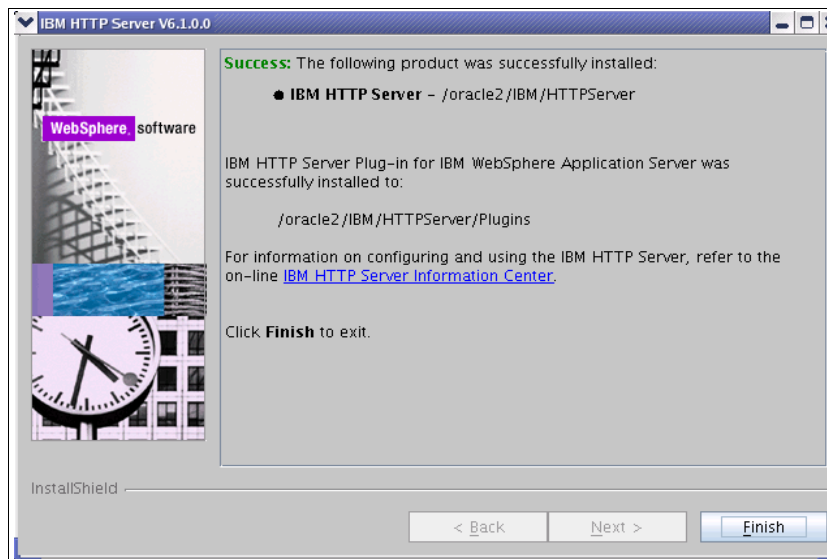 IBM HTTP Server V6.1.0.0
WebSphere. software
Success: The following product was successfully installed:
● IBM HTTP Server – /oracle2/IBM/HTTPServer
IBM HTTP Server Plug-in for IBM WebSphere Application Server was
successfully installed to:
/oracle2/IBM/HTTPServer/Plugins
For information on configuring and using the IBM HTTP Server, refer to the
on-line IBM HTTP Server Information Center.
Click Finish to exit.
InstallShield
< Back
Next >
Finish